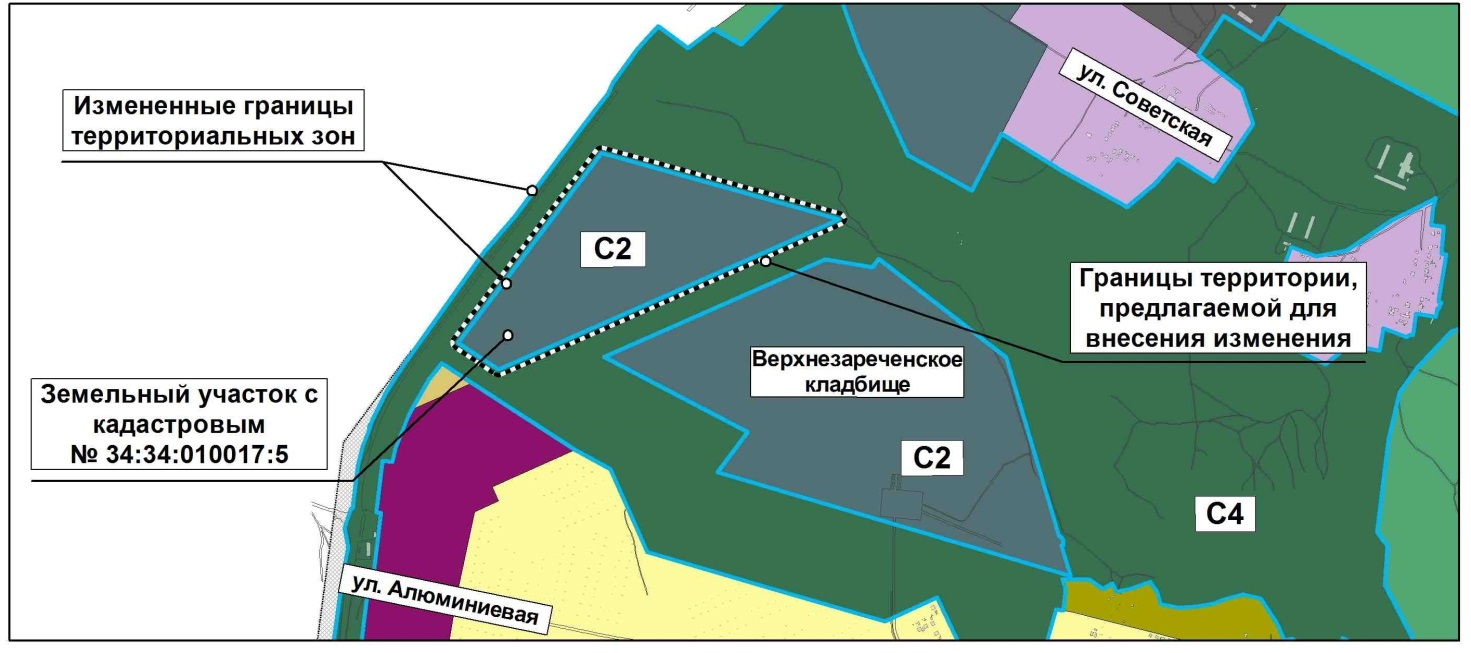 Измененные границы
территориальных зон
ул. Советская
С2
Границы территории,
предлагаемой для
внесения изменения
Верхнезареченское
кладбище
Земельный участок с
кадастровым
№ 34:34:010017:5
С2
С4
ул. Алюминиевая